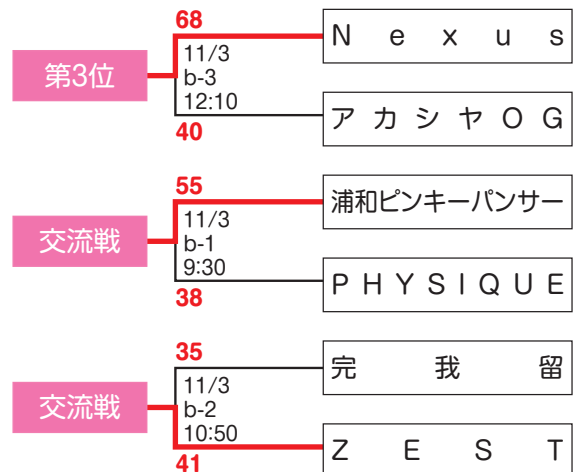 68
Nexus
第3位
11/3
b-3
12:10
アカシヤOG
40
55
浦和ピンキーパンサー
交流戦
11/3
b-1
9:30
PHYSIQUE
38
35
完我留
交流戦
11/3
b-2
10:50
ZEST
41